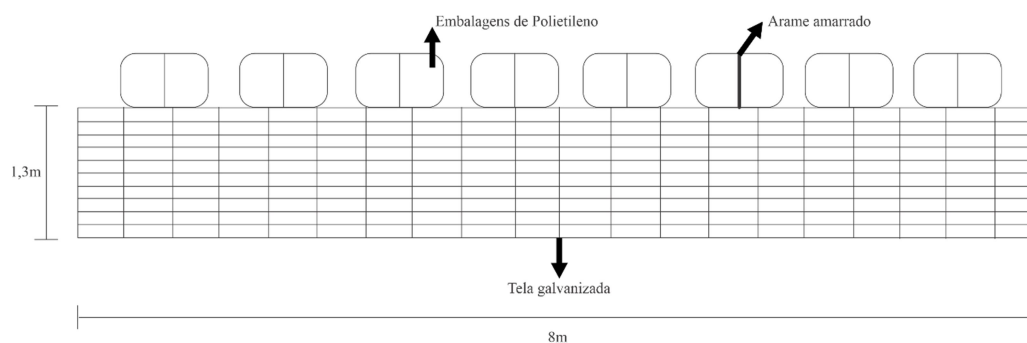 Embalagens de Polietileno
Arame amarrado
1,3m
Tela galvanizada
8m